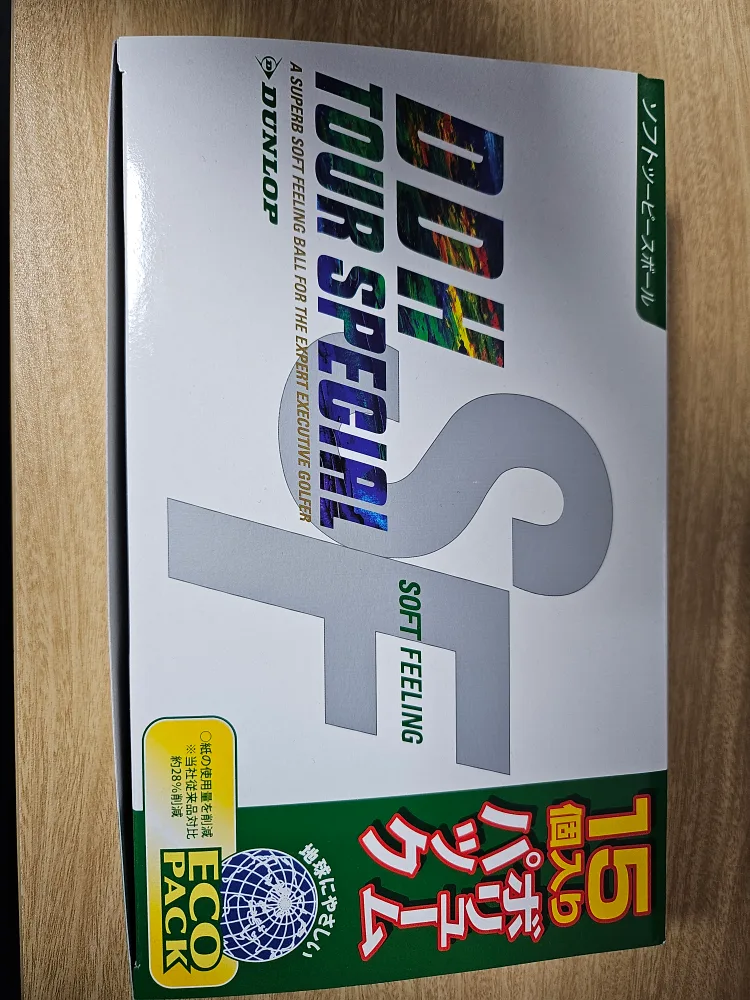 ソフトツーピースボール
DDH
TOUR SPECIAL
A SUPERB SOFT FEELING BALL FOR THE EXPERT EXECUTIVE GOLFER
DUNLOP
SF
SOFT FEELING
15
個入り
ボリューム
パック
地球にやさしい
ECO
PACK
○紙の使用量を削減
※当社従来品対比
約28%削減